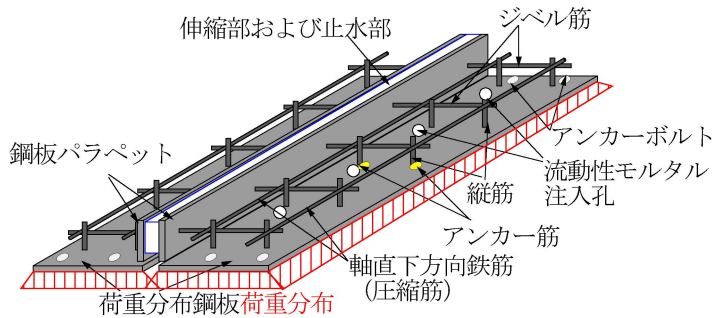 伸縮部および止水部
ジベル筋
鋼板パラペット
アンカーボルト
流動性モルタル
注入孔
縦筋
アンカー筋
軸直下方向鉄筋
（圧縮筋）
荷重分布鋼板荷重分布